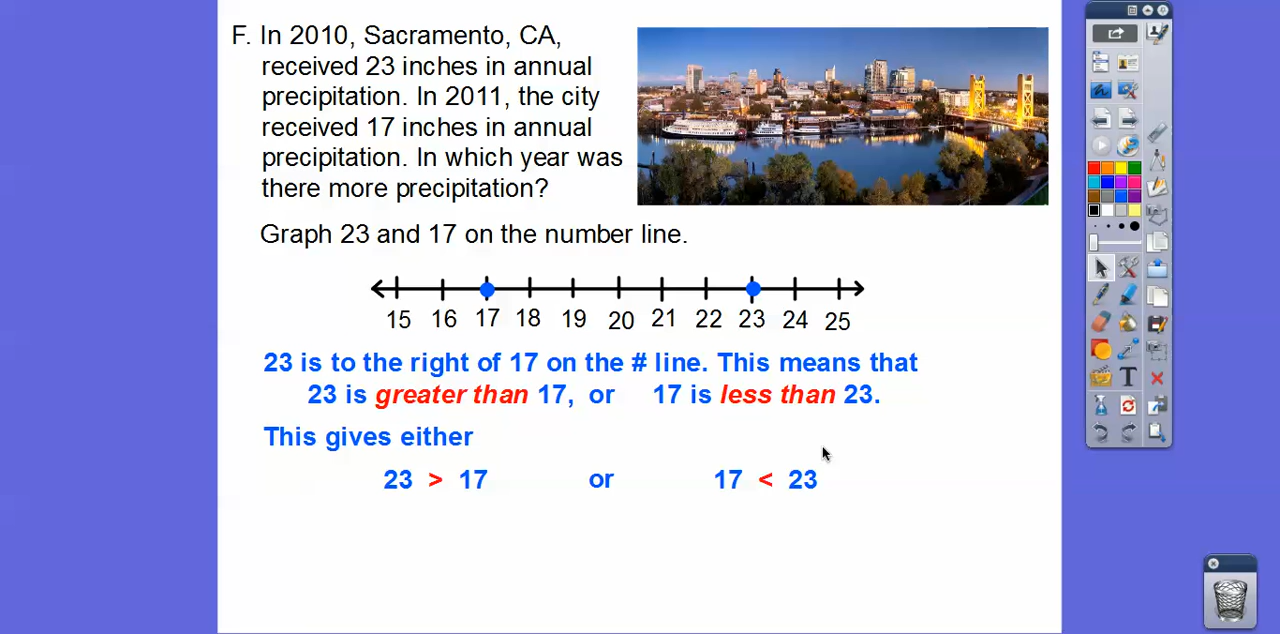 F. In 2010, Sacramento, CA,
received 23 inches in annual
precipitation. In 2011, the city
received 17 inches in annual
precipitation. In which year was
there more precipitation?
Graph 23 and 17 on the number line.
15 16 17 18 19 20 21 22 23 24 25
23 is to the right of 17 on the # line. This means that
23 is greater than 17, or 17 is less than 23.
This gives either
23 > 17 or 17 < 23
T